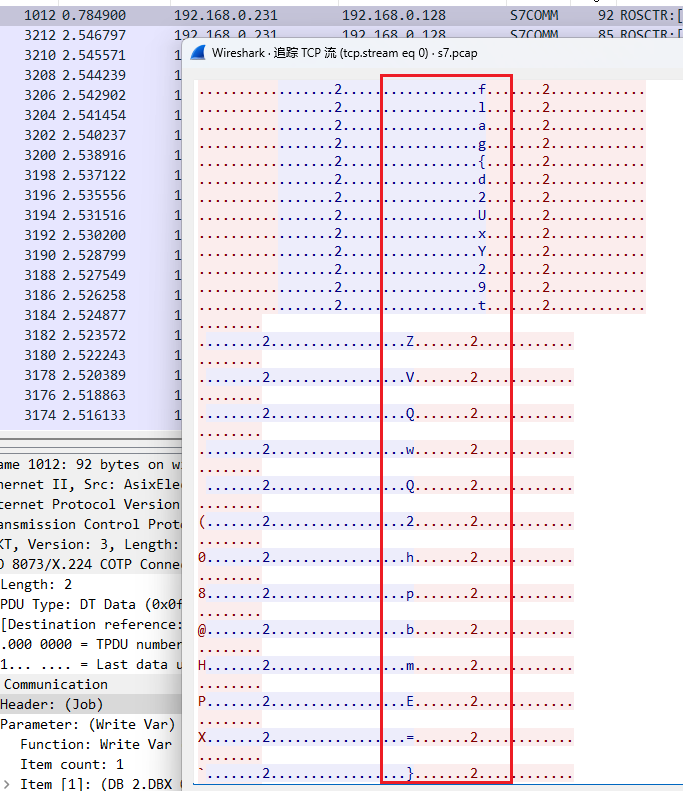 1012 0.784900 192.168.0.231 192.168.0.128 S7COMM 92 ROSCTR:[
3212 2.546797 192.168.0.231 192.168.0.128 S7COMM 85 ROSCTR:[
3210 2.545571 1
3208 2.544239 1
3206 2.542902 1
3204 2.541454 1
3202 2.540237 1
3200 2.538916 1
3198 2.537122 1
3196 2.535556 1
3194 2.531516 1
3192 2.530200 1
3190 2.528799 1
3188 2.527549 1
3186 2.526258 1
3184 2.524877 1
3182 2.523572 1
3180 2.522243 1
3178 2.520389 1
3176 2.518863 1
3174 2.516133 1
Wireshark · 追踪 TCP 流 (tcp.stream eq 0) · s7.pcap
.................2.................f.......2............
.................2.................l.......2............
.................2.................a.......2............
.................2.................g.......2............
.................2.................{.......2............
.................2.................d.......2............
.................2.................2.......2............
.................2.................U.......2............
.................2.................x.......2............
.................2.................Y.......2............
.................2.................2.......2............
.................2.................9.......2............
.................2.................t.......2............
........
.......2.................Z.......2............
........
.......2.................V.......2............
........
.......2.................Q.......2............
........
.......2.................w.......2............
........
.......2.................Q.......2............
........
(.......2.................2.......2............
........
0.......2.................h.......2............
........
8.......2.................p.......2............
........
@.......2.................b.......2............
........
H.......2.................m.......2............
........
P.......2.................E.......2............
........
X.......2.................=.......2............
........
`.......2.................}.......2............
ame 1012: 92 bytes on w
hernet II, Src: AsixEle
ternet Protocol Version
ansmission Control Prot
KT, Version: 3, Length:
O 8073/X.224 COTP Conne
Length: 2
PDU Type: DT Data (0x0f
[Destination reference:
.000 0000 = TPDU number
1... .... = Last data u
Communication
Header: (Job)
Parameter: (Write Var)
Function: Write Var
Item count: 1
Item [1]: (DB 2.DBX